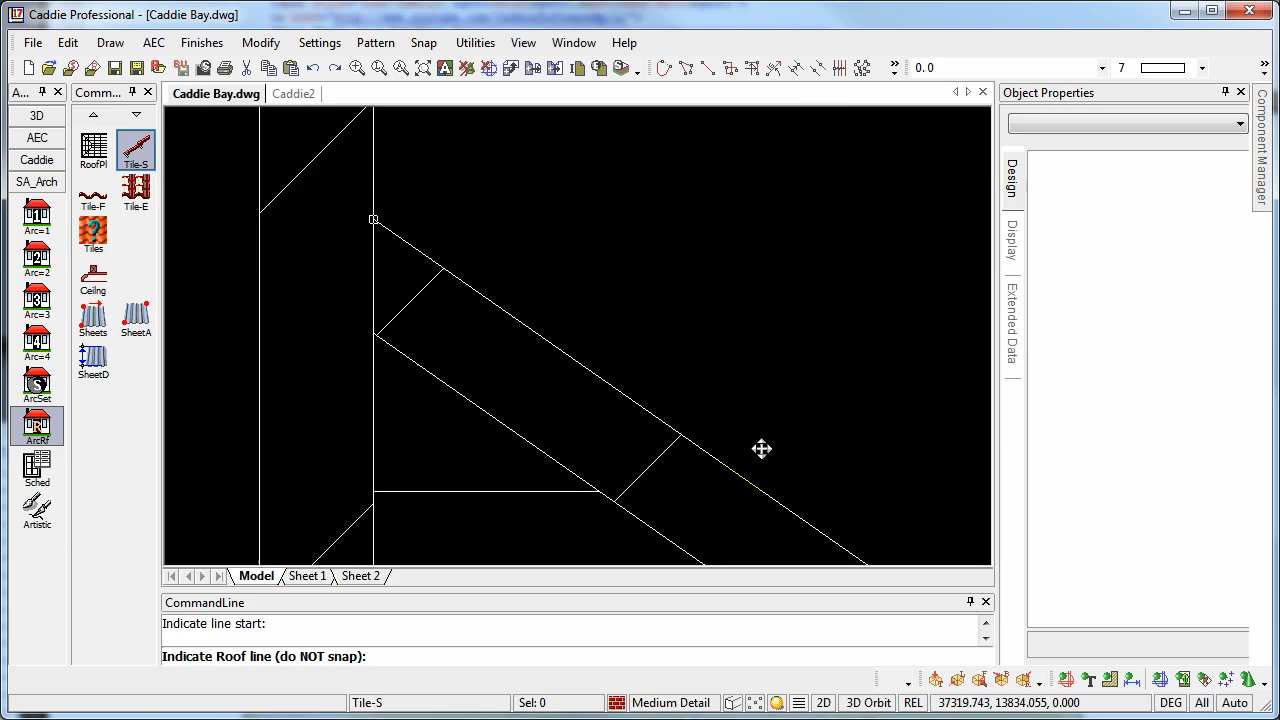 Caddie Professional - [Caddie Bay.dwg]
File Edit Draw AEC Finishes Modify Settings Pattern Snap Utilities View Window Help
0.0 7
A... Comm... Caddie Bay.dwg Caddie2 Object Properties
3D
AEC
Caddie
SA_Arch
Arc=1
Arc=2
Arc=3
Arc=4
ArcSet
ArcRf
Sched
Artistic
RoofPl Tile-S
Tile-F Tile-E
Tiles
Ceilng
Sheets SheetA
SheetD
Design
Display
Extended Data
Component Manager
Model Sheet 1 Sheet 2
CommandLine
Indicate line start:
Indicate Roof line (do NOT snap):
Tile-S Sel: 0 Medium Detail 2D 3D Orbit REL 37319.743, 13834.055, 0.000 DEG All Auto